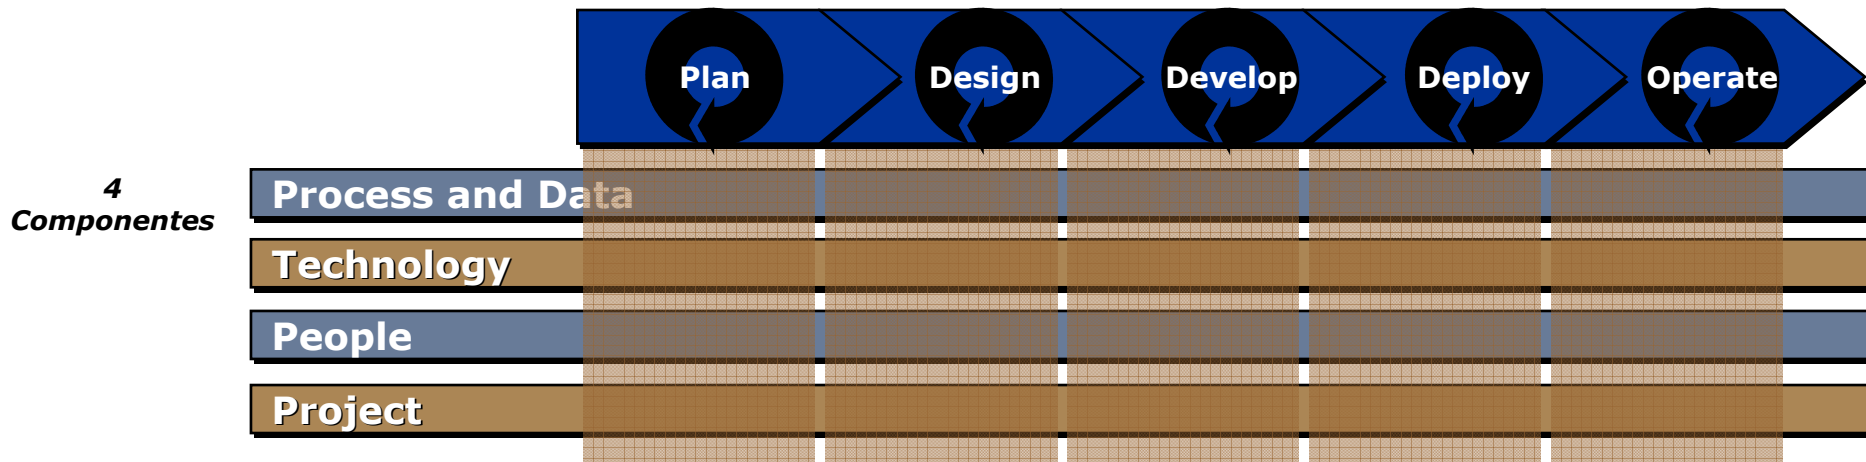 Plan Design Develop Deploy Operate
4
Componentes
Process and Data
Technology
People
Project